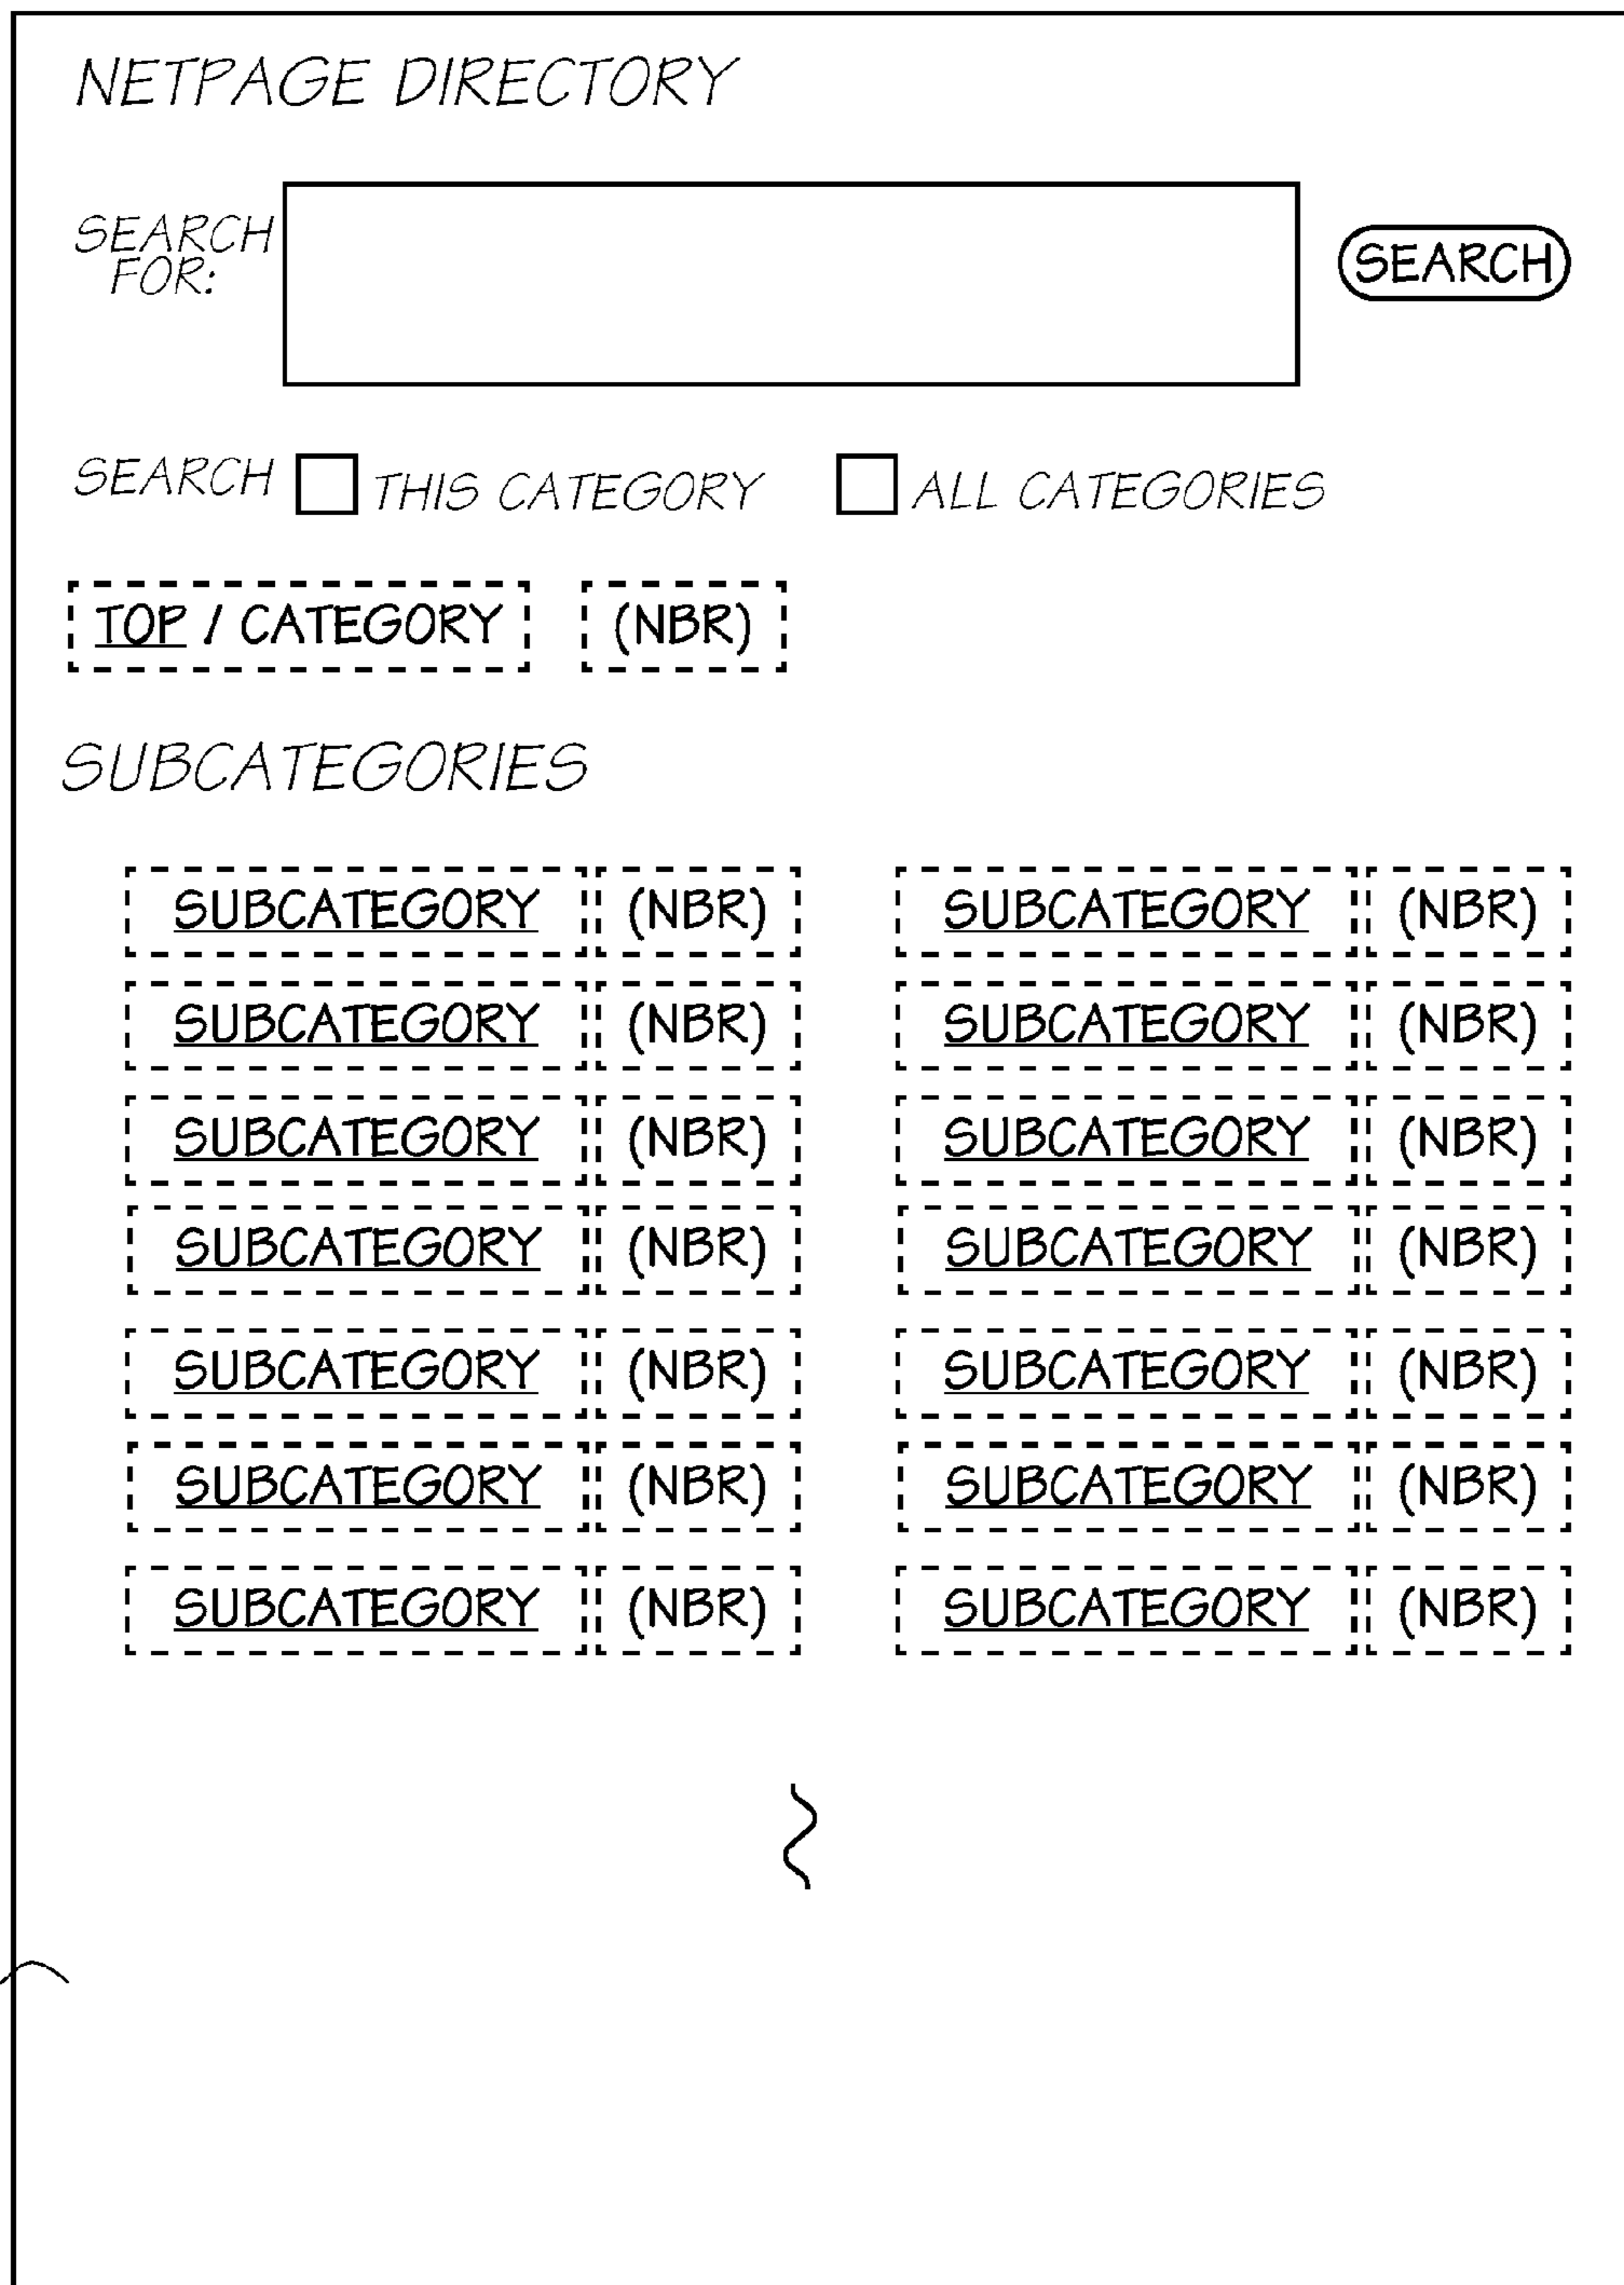 NETPAGE DIRECTORY
SEARCH
FOR:
SEARCH
SEARCH THIS CATEGORY ALL CATEGORIES
TOP / CATEGORY (NBR)
SUBCATEGORIES
SUBCATEGORY (NBR) SUBCATEGORY (NBR)
SUBCATEGORY (NBR) SUBCATEGORY (NBR)
SUBCATEGORY (NBR) SUBCATEGORY (NBR)
SUBCATEGORY (NBR) SUBCATEGORY (NBR)
SUBCATEGORY (NBR) SUBCATEGORY (NBR)
SUBCATEGORY (NBR) SUBCATEGORY (NBR)
SUBCATEGORY (NBR) SUBCATEGORY (NBR)